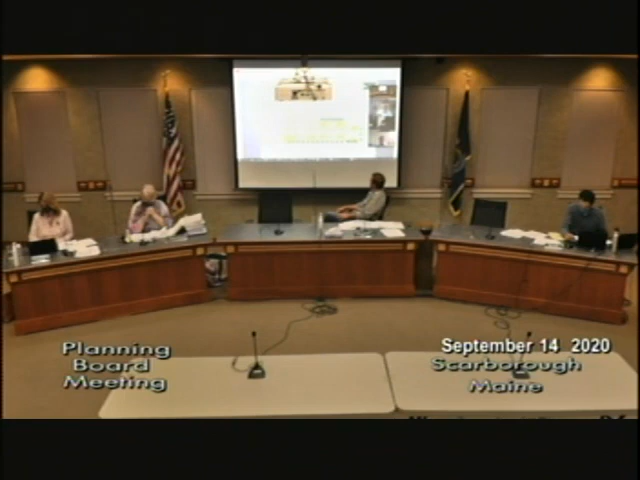 Planning
Board
Meeting
September 14 2020
Scarborough
Maine